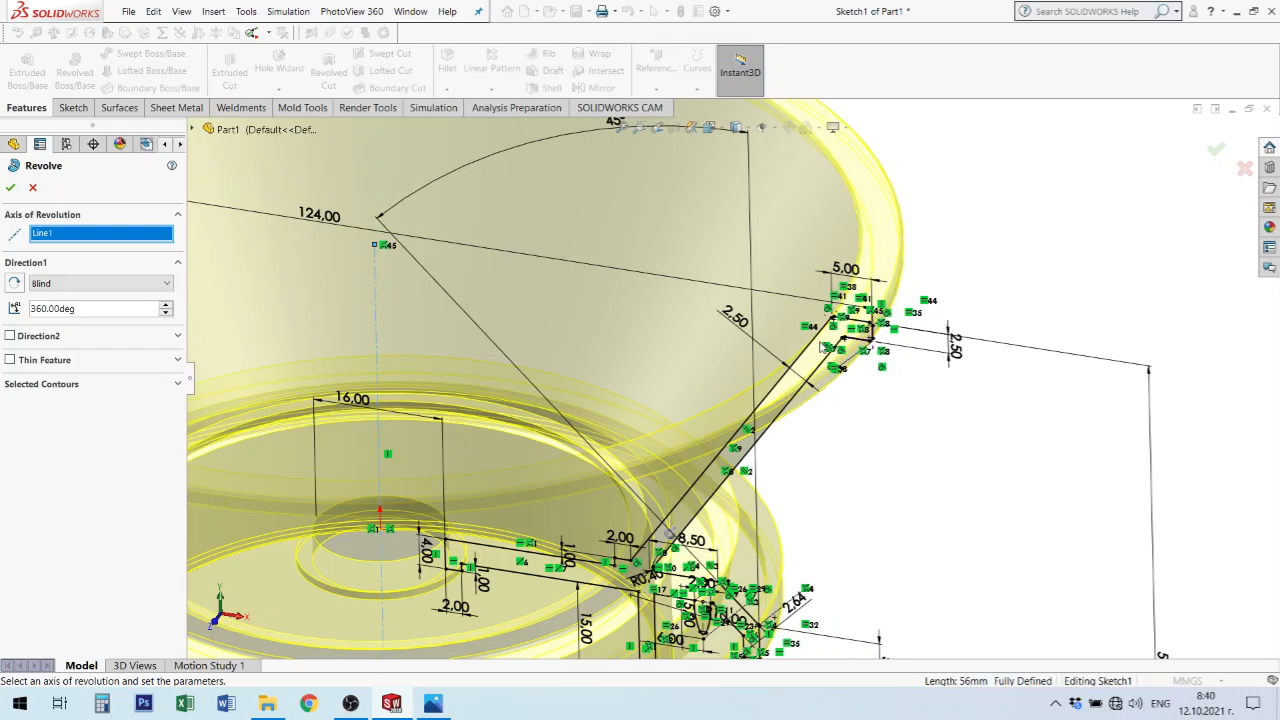 SOLIDWORKS File Edit View Insert Tools Simulation PhotoView 360 Window Help Sketch1 of Part1 * Search SOLIDWORKS Help
Extruded Boss/Base
Revolved Boss/Base
Swept Boss/Base
Lofted Boss/Base
Boundary Boss/Base
Extruded Cut
Hole Wizard
Revolved Cut
Swept Cut
Lofted Cut
Boundary Cut
Fillet
Linear Pattern
Rib
Draft
Shell
Wrap
Intersect
Mirror
Referenc...
Curves
Instant3D
Features Sketch Surfaces Sheet Metal Weldments Mold Tools Render Tools Simulation Analysis Preparation SOLIDWORKS CAM
Part1 (Default<<Def...
Revolve
Axis of Revolution
Line1
Direction1
Blind
360.00deg
Direction2
Thin Feature
Selected Contours
45
124,00
5,00
2,50
2,50
16,00
2,00
8,50
4,00
1,00
1,00
R0,40
2,00
2,64
15,00
6,00
Y
X
Z
Model 3D Views Motion Study 1
Select an axis of revolution and set the parameters. Length: 56mm Fully Defined Editing Sketch1 MMGS
8:40
ENG
12.10.2021 г.